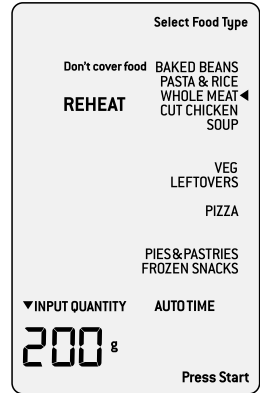 Select Food Type
Don't cover food BAKED BEANS
PASTA & RICE
REHEAT WHOLE MEAT◀
CUT CHICKEN
SOUP
VEG
LEFTOVERS
PIZZA
PIES&PASTRIES
FROZEN SNACKS
▼INPUT QUANTITY AUTO TIME
200 g
Press Start